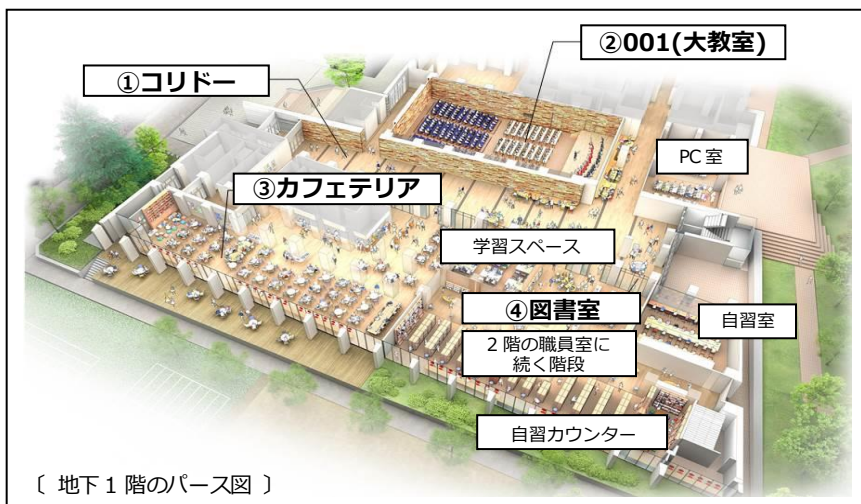 ②001(大教室)
①コリドー
PC 室
③カフェテリア
学習スペース
④図書室
自習室
2 階の職員室に
続く階段
自習カウンター
〔 地下 1 階のパース図 〕